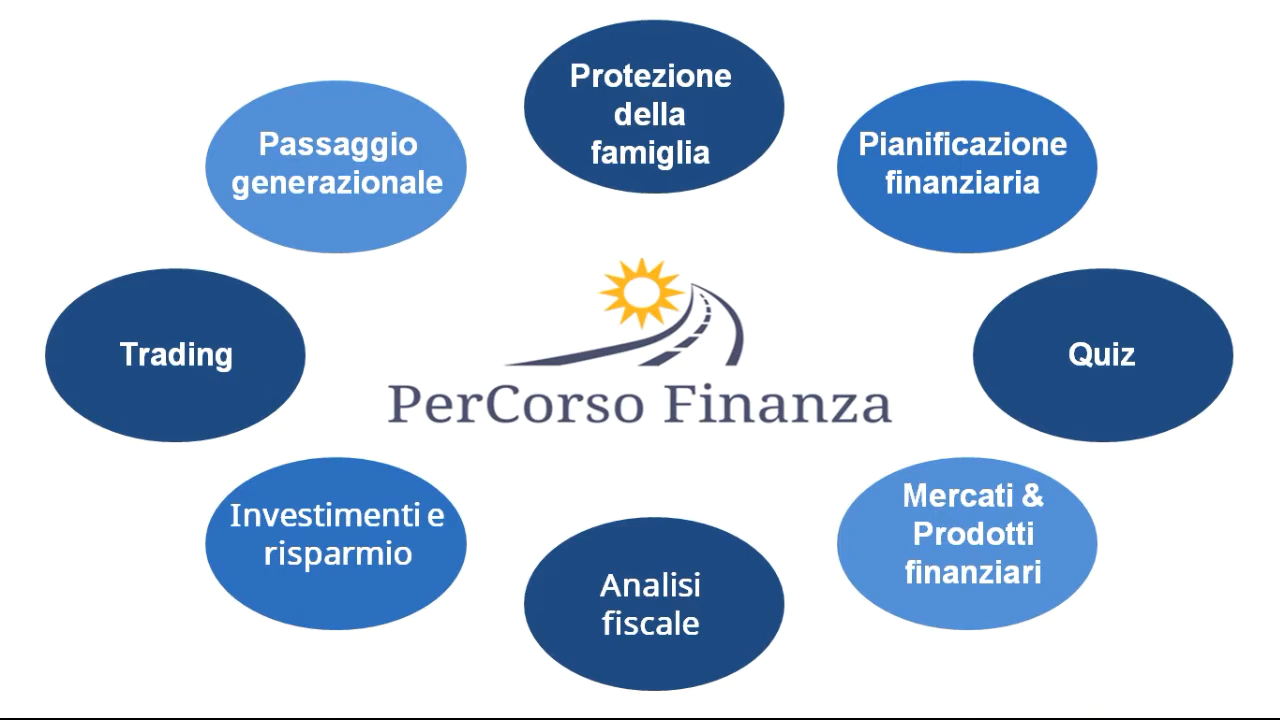 Protezione
della
famiglia
Passaggio
generazionale
Pianificazione
finanziaria
Trading
PerCorso Finanza
Quiz
Investimenti e
risparmio
Mercati &
Prodotti
finanziari
Analisi
fiscale